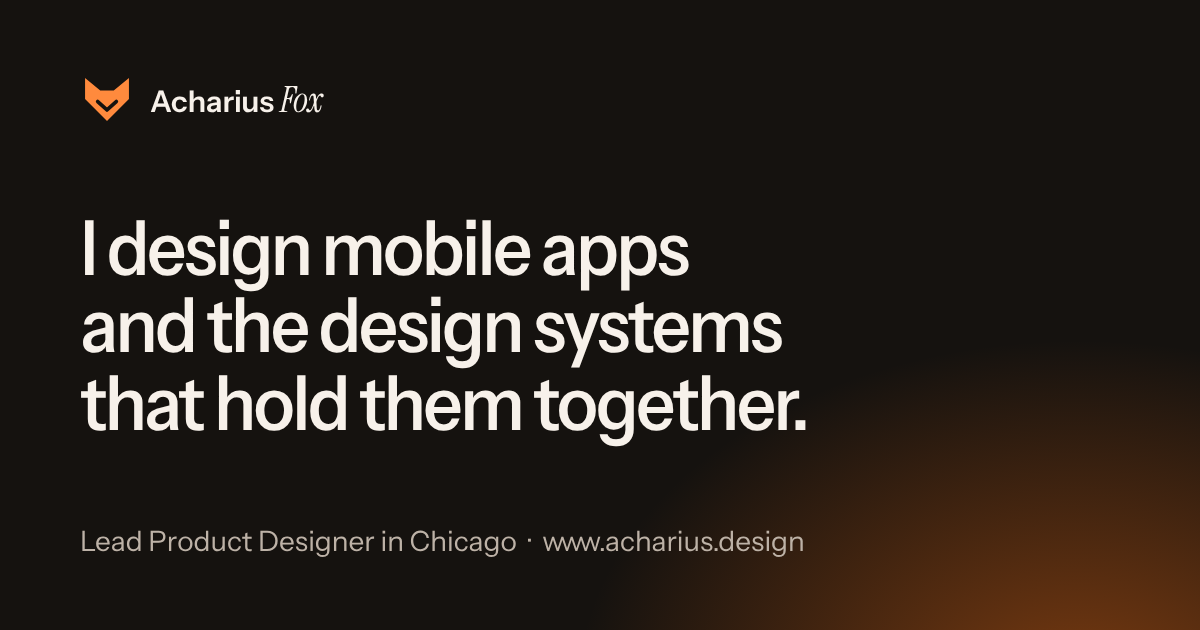 Acharius Fox
I design mobile apps
and the design systems
that hold them together.
Lead Product Designer in Chicago · www.acharius.design